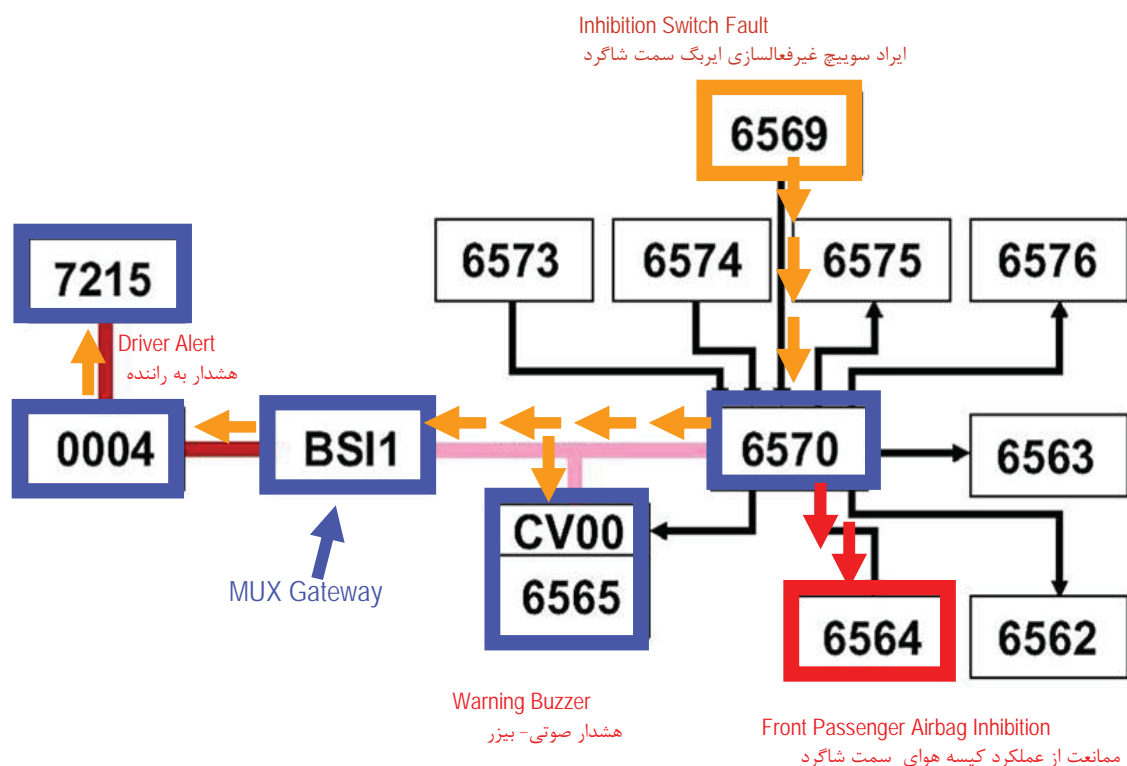 Inhibition Switch Fault
ایراد سوییچ غیرفعالسازی ایربگ سمت شاگرد
6569
7215
6573
6574
6575
6576
Driver Alert
هشدار به راننده
0004
BSI1
6570
6563
CV00
6565
MUX Gateway
6564
6562
Warning Buzzer
هشدار صوتی- بیزر
Front Passenger Airbag Inhibition
ممانعت از عملکرد کیسه هوای سمت شاگرد